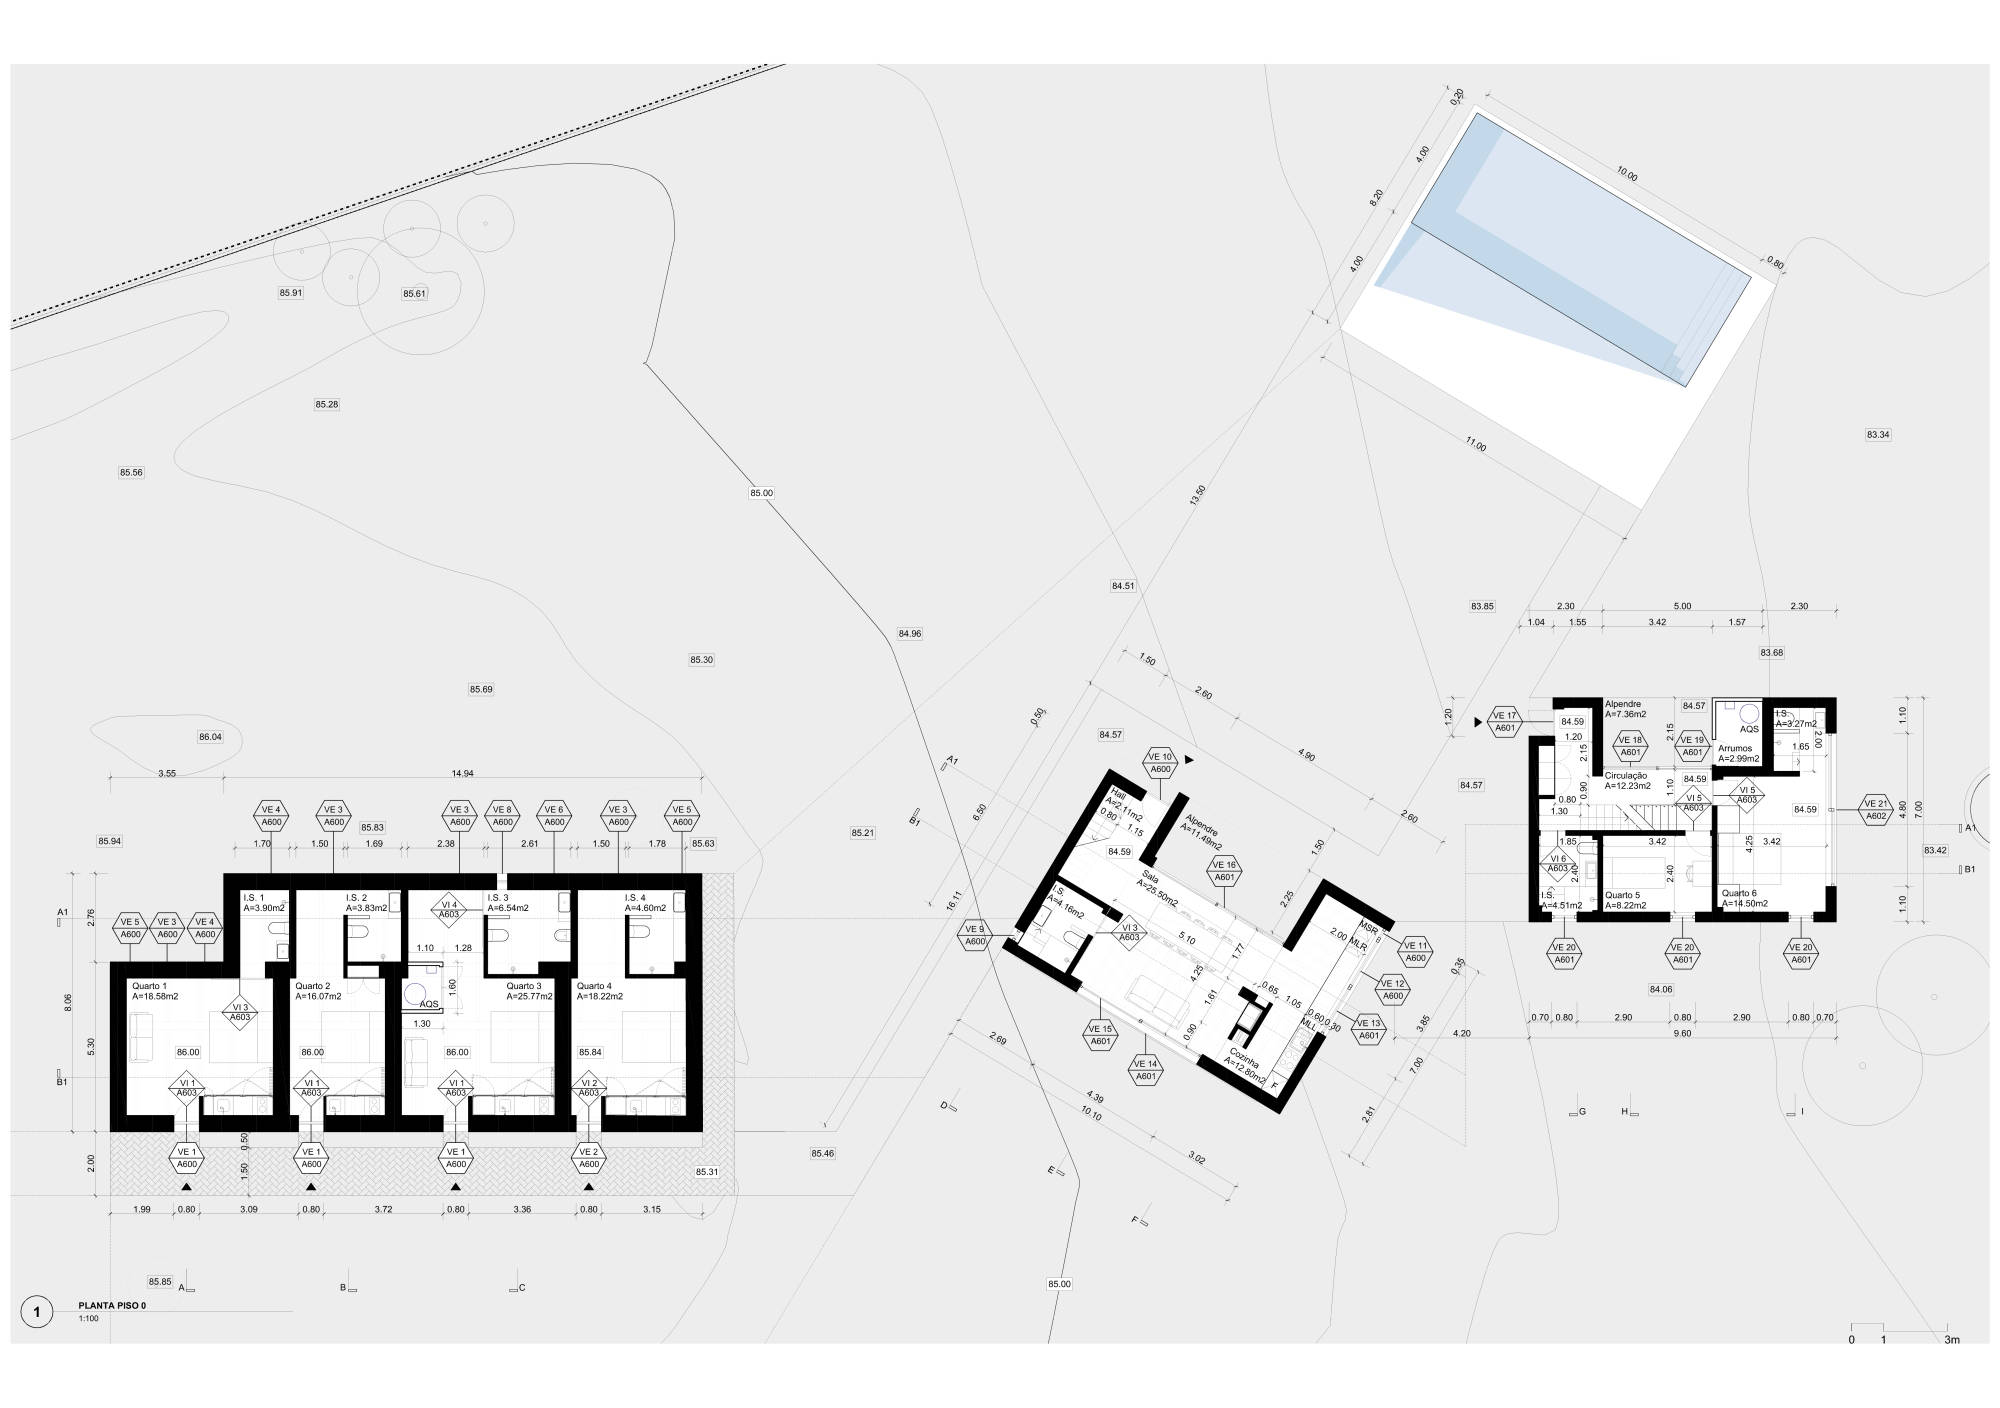 0.20
10.00
4.00
8.20
4.00
0.80
85.91
85.61
85.28
83.34
11.00
85.56
85.00
13.50
84.51
83.85
2.30
5.00
2.30
1.04
1.55
3.42
1.57
84.96
85.30
83.68
1.50
85.69
2.60
0.50
1.20
86.04
84.57
4.90
VE 17
A601
84.59
1.20
Alpendre
A=7.36m2
84.57
2.15
AQS
Arrumos
A=2.99m2
I.S.
A=3.27m2
2.00
1.65
1.10
VE 18
A601
VE 19
A601
2.15
Circulação
A=12.23m2
84.59
1.10
VI 5
A603
VI 5
A603
84.59
VE 21
A602
4.80
7.00
0.80
0.90
1.30
3.55
14.94
VE 10
A600
84.57
2.60
VE 4
A600
VE 3
A600
VE 3
A600
VE 8
A600
VE 6
A600
VE 3
A600
VE 5
A600
85.94
85.83
85.63
1.70
1.50
1.69
2.38
2.61
1.50
1.78
A1
B1
6.50
85.21
Hall
A=2.11m2
0.80
1.15
Alpendre
A=11.49m2
84.59
1.50
VE 16
A601
Sala
A=25.50m2
I.S.
A=4.16m2
16.11
2.25
1.85
VI 6
A603
2.40
I.S.
A=4.51m2
3.42
2.40
Quarto 5
A=8.22m2
4.25
3.42
Quarto 6
A=14.50m2
1.10
A1
83.42
B1
A1
2.76
VE 5
A600
VE 3
A600
VE 4
A600
I.S. 1
A=3.90m2
I.S. 2
A=3.83m2
VI 4
A603
I.S. 3
A=6.54m2
I.S. 4
A=4.60m2
1.10
1.28
VE 9
A600
VI 3
A603
5.10
1.77
4.25
1.61
2.00
MSR
MLR
VE 11
A600
VE 20
A601
VE 20
A601
VE 20
A601
84.06
Quarto 1
A=18.58m2
Quarto 2
A=16.07m2
AQS
1.60
Quarto 3
A=25.77m2
Quarto 4
A=18.22m2
VI 3
A603
1.30
8.06
5.30
0.65
1.05
0.60
0.30
MLL
VE 12
A600
VE 13
A601
0.35
3.85
7.00
4.20
0.70
0.80
2.90
0.80
2.90
0.80
0.70
9.60
VE 15
A601
0.90
VE 14
A601
Cozinha
A=12.80m2
F
2.81
86.00
86.00
86.00
85.84
2.69
4.39
10.10
3.02
B1
VI 1
A603
VI 1
A603
VI 1
A603
VI 2
A603
D
G
H
I
2.00
0.50
1.50
VE 1
A600
VE 1
A600
VE 1
A600
VE 2
A600
85.31
85.46
E
F
1.99
0.80
3.09
0.80
3.72
0.80
3.36
0.80
3.15
85.85
A
B
C
85.00
1
PLANTA PISO 0
1:100
0
1
3m